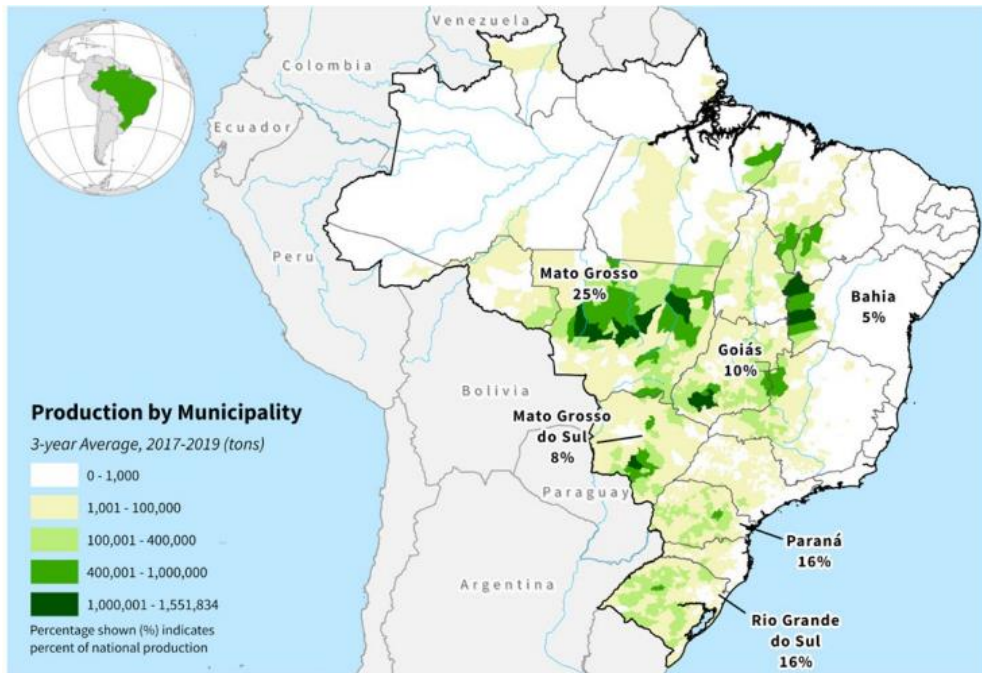 Venezuela
Colombia
Ecuador
Peru
Mato Grosso
25%
Bahia
5%
Goiás
10%
Bolivia
Mato Grosso
do Sul
8%
Paraguay
Paraná
16%
Argentina
Rio Grande
do Sul
16%
Production by Municipality
3-year Average, 2017-2019 (tons)
0 - 1,000
1,001 - 100,000
100,001 - 400,000
400,001 - 1,000,000
1,000,001 - 1,551,834
Percentage shown (%) indicates
percent of national production